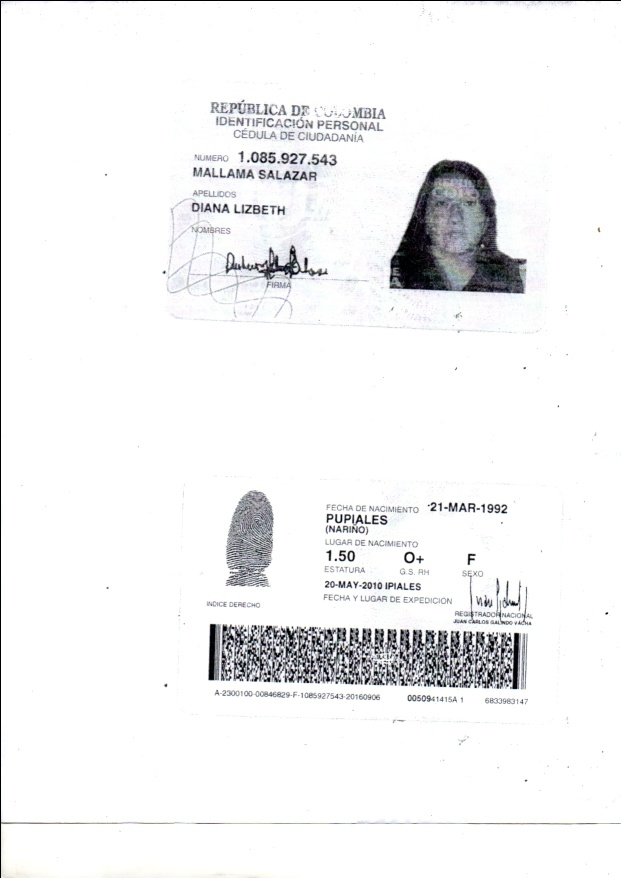 REPÚBLICA DE COLOMBIA
IDENTIFICACIÓN PERSONAL
CÉDULA DE CIUDADANÍA
NUMERO 1.085.927.543
MALLAMA SALAZAR
APELLIDOS
DIANA LIZBETH
NOMBRES
FIRMA
FECHA DE NACIMIENTO 21-MAR-1992
PUPIALES
(NARIÑO)
LUGAR DE NACIMIENTO
1.50 O+ F
ESTATURA G.S. RH SEXO
20-MAY-2010 IPIALES
FECHA Y LUGAR DE EXPEDICION
INDICE DERECHO
REGISTRADOR NACIONAL
JUAN CARLOS GALINDO VÁCHA
A-2300100-00846829-F-1085927543-20160906 0050941415A 1 6833983147